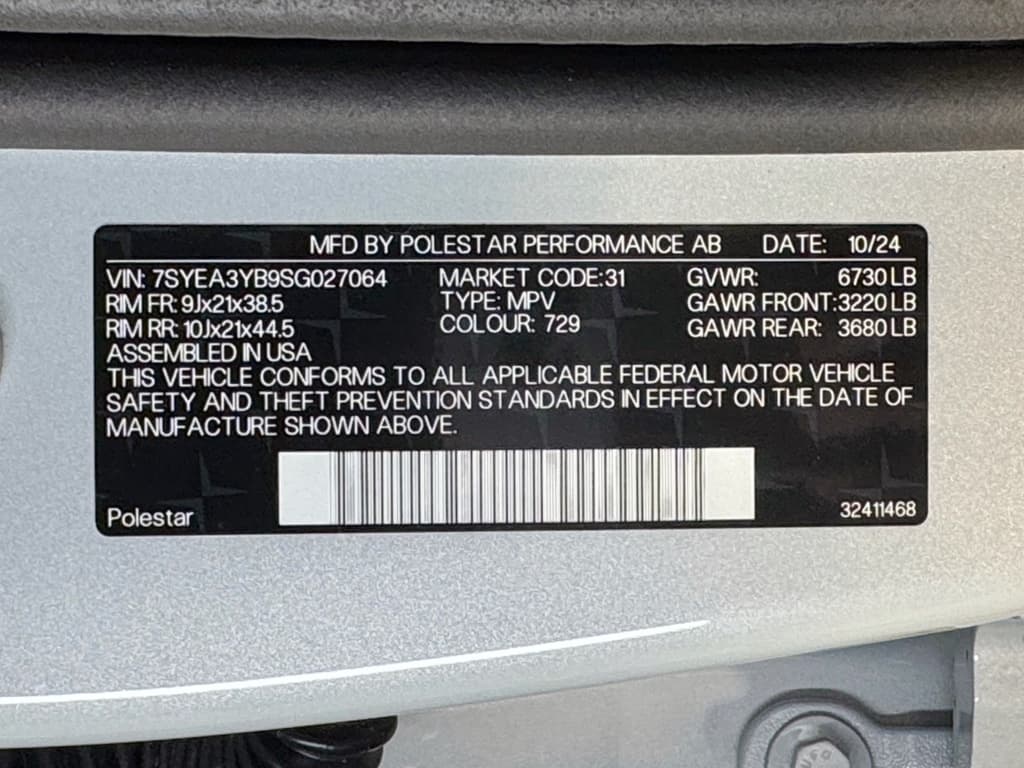 MFD BY POLESTAR PERFORMANCE AB DATE: 10/24
VIN: 7SYEA3YB9SG027064 MARKET CODE:31 GVWR: 6730 LB
RIM FR: 9Jx21x38.5 TYPE: MPV GAWR FRONT:3220 LB
RIM RR: 10Jx21x44.5 COLOUR: 729 GAWR REAR: 3680 LB
ASSEMBLED IN USA
THIS VEHICLE CONFORMS TO ALL APPLICABLE FEDERAL MOTOR VEHICLE
SAFETY AND THEFT PREVENTION STANDARDS IN EFFECT ON THE DATE OF
MANUFACTURE SHOWN ABOVE.
Polestar 32411468